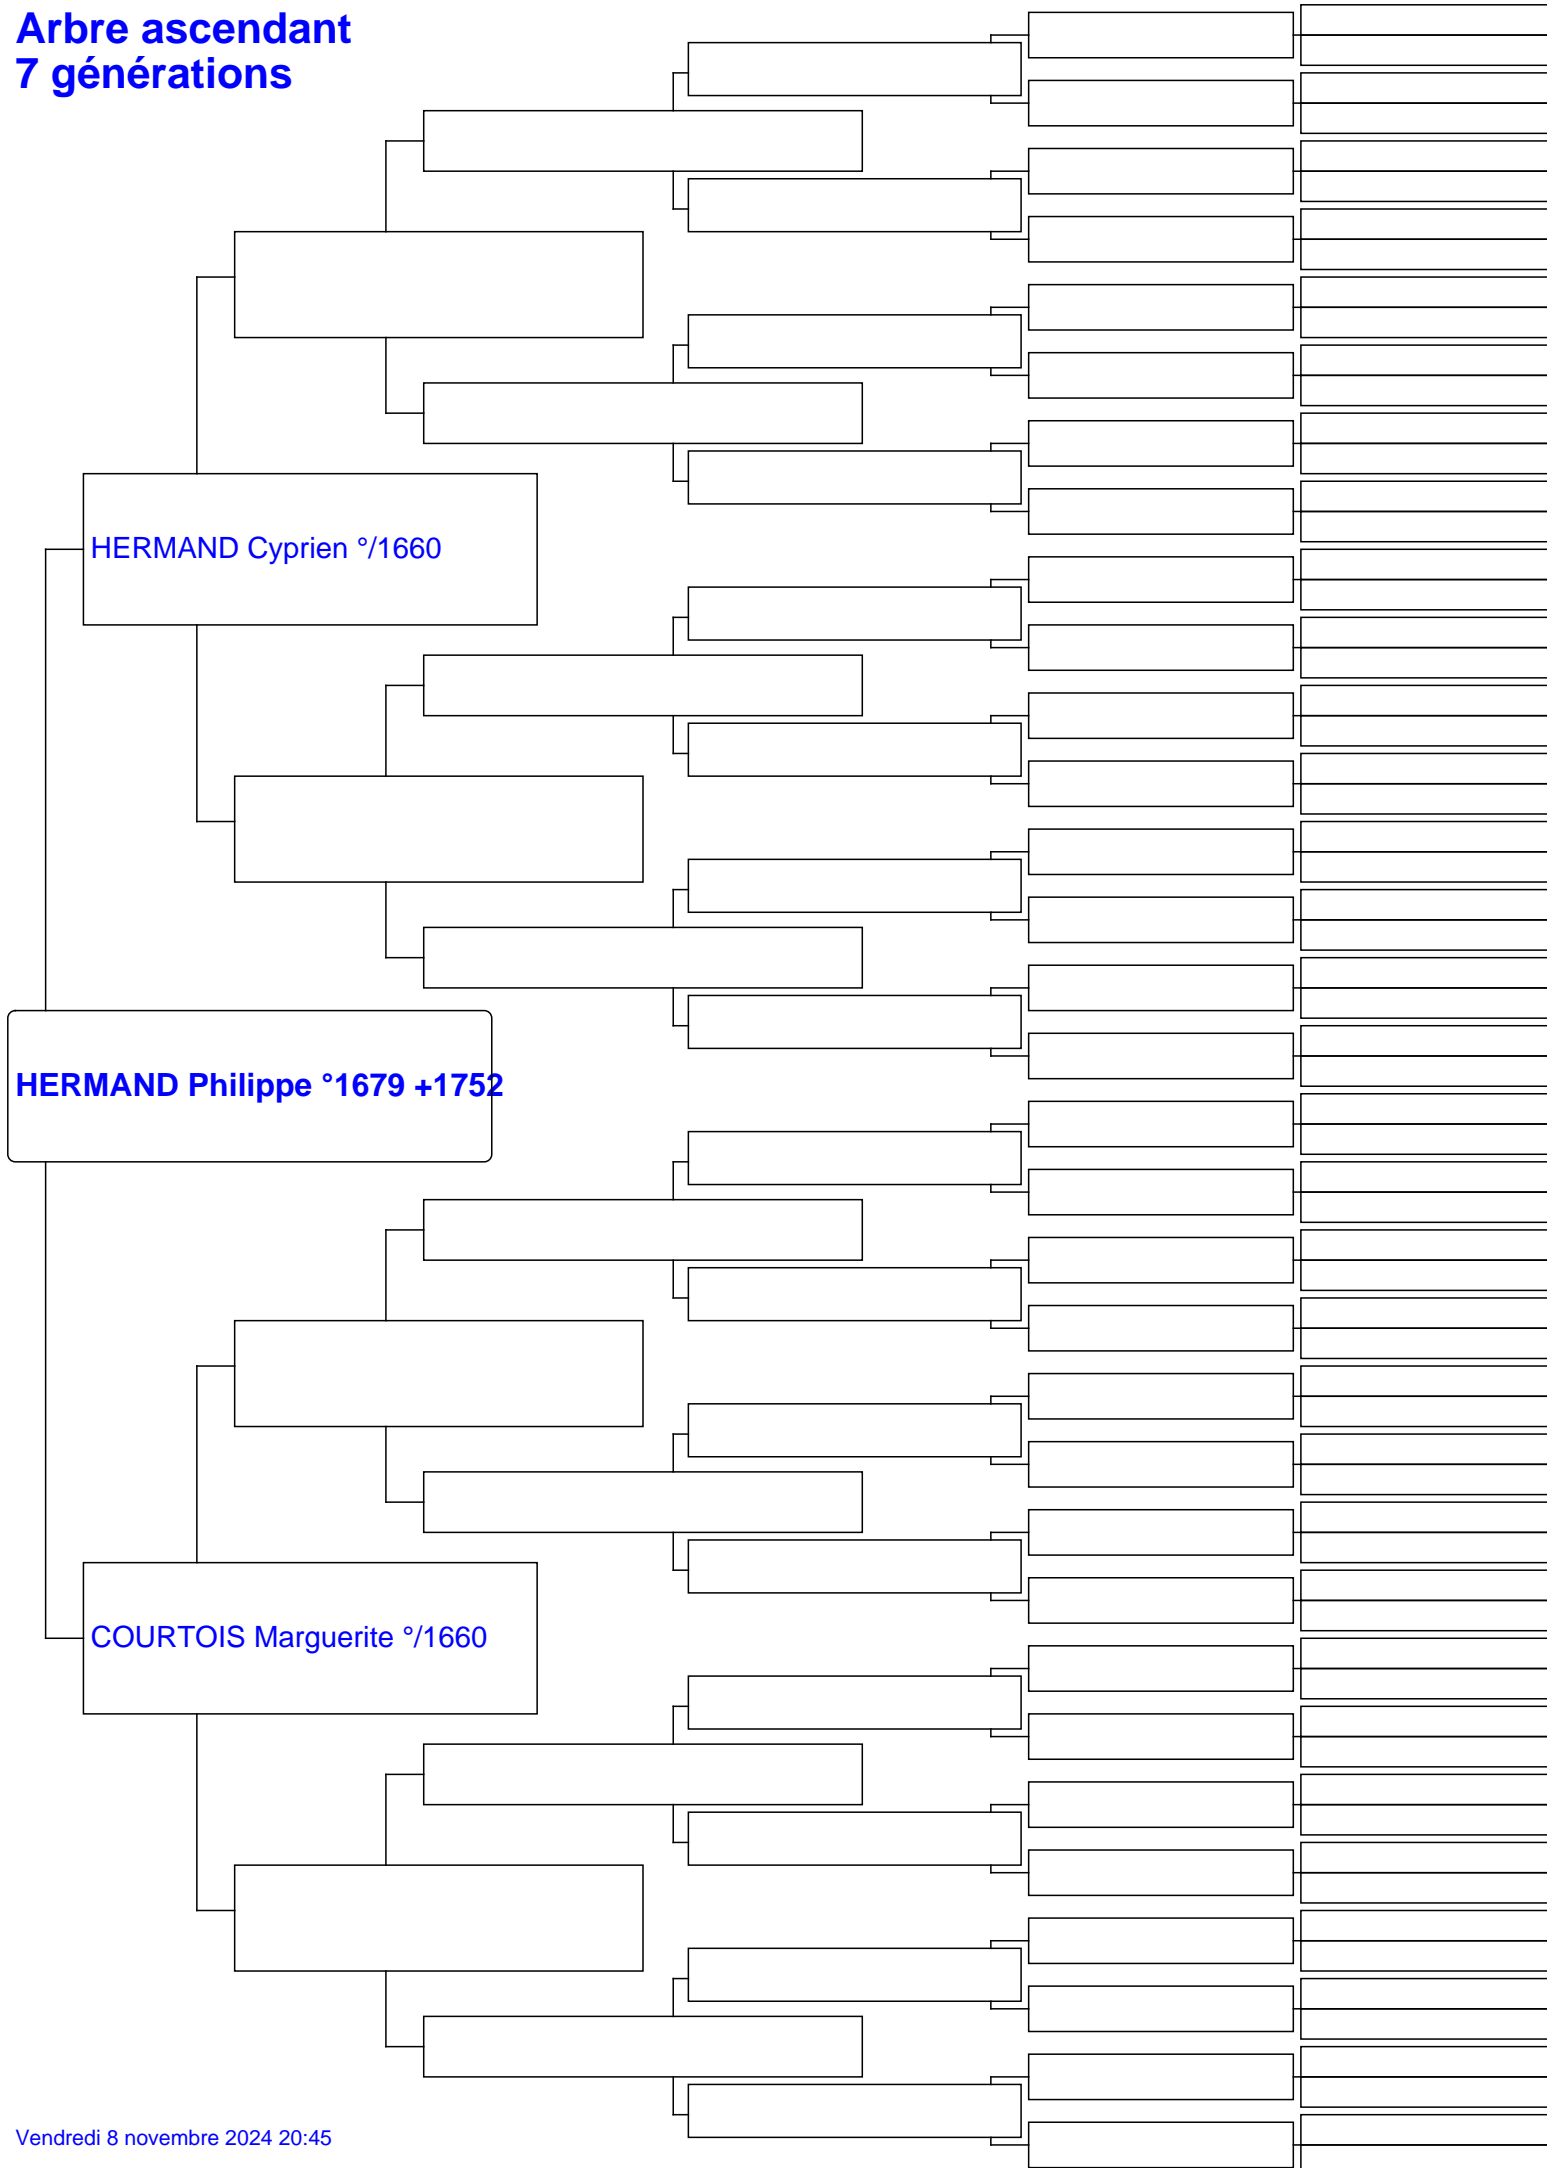 Arbre ascendant
7 générations
HERMAND Cyprien °/1660
HERMAND Philippe °1679 +1752
COURTOIS Marguerite °/1660
Vendredi 8 novembre 2024 20:45